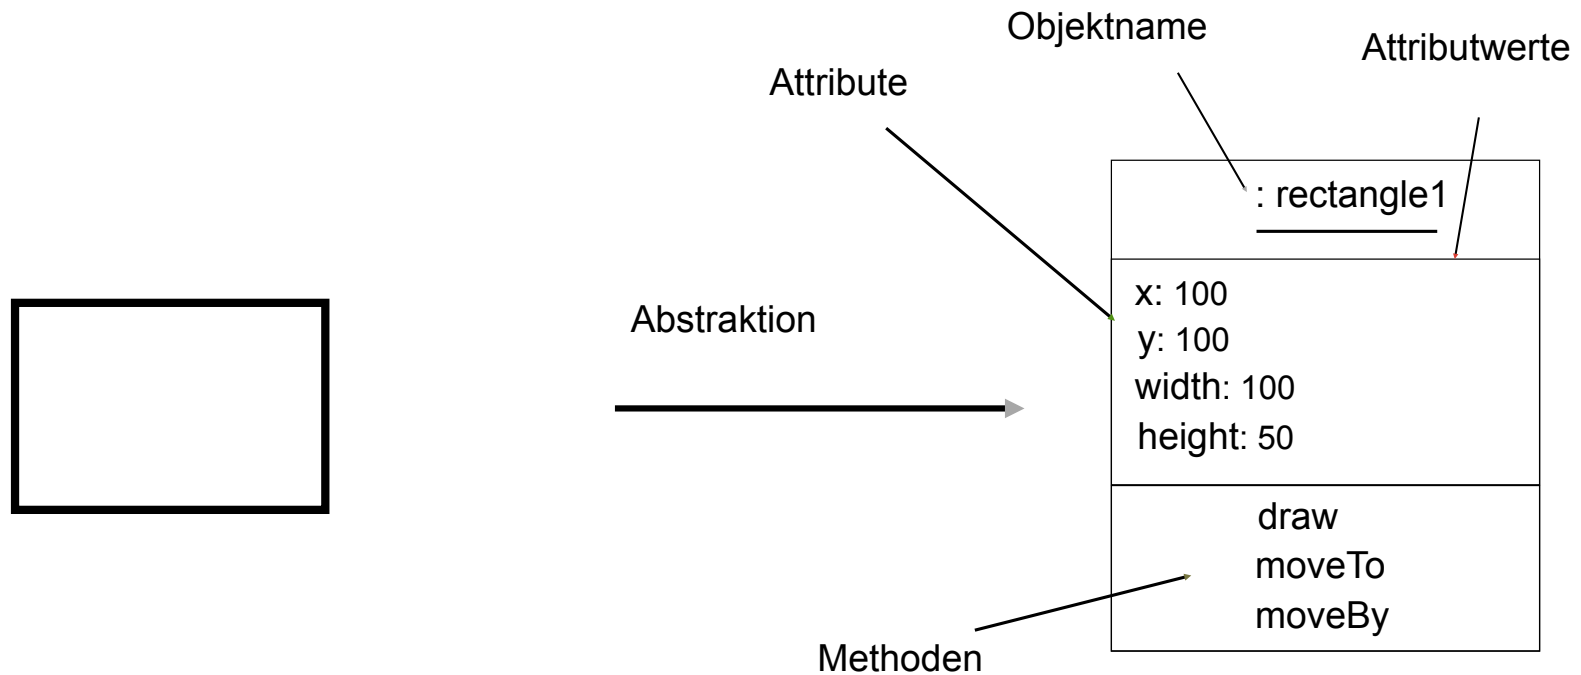 Objektname
Attributwerte
Attribute
: rectangle1
x: 100
Abstraktion
y: 100
width: 100
height: 50
draw
moveTo
moveBy
Methoden